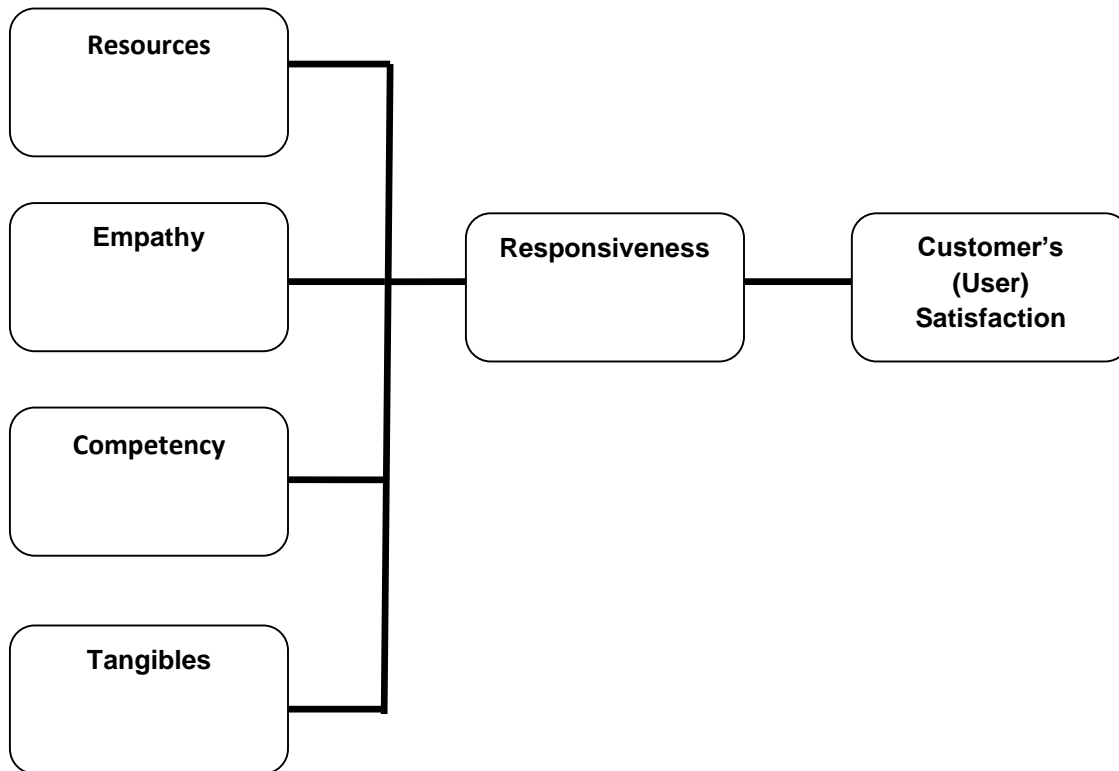 Resources
Empathy
Competency
Tangibles
Responsiveness
Customer’s
(User)
Satisfaction